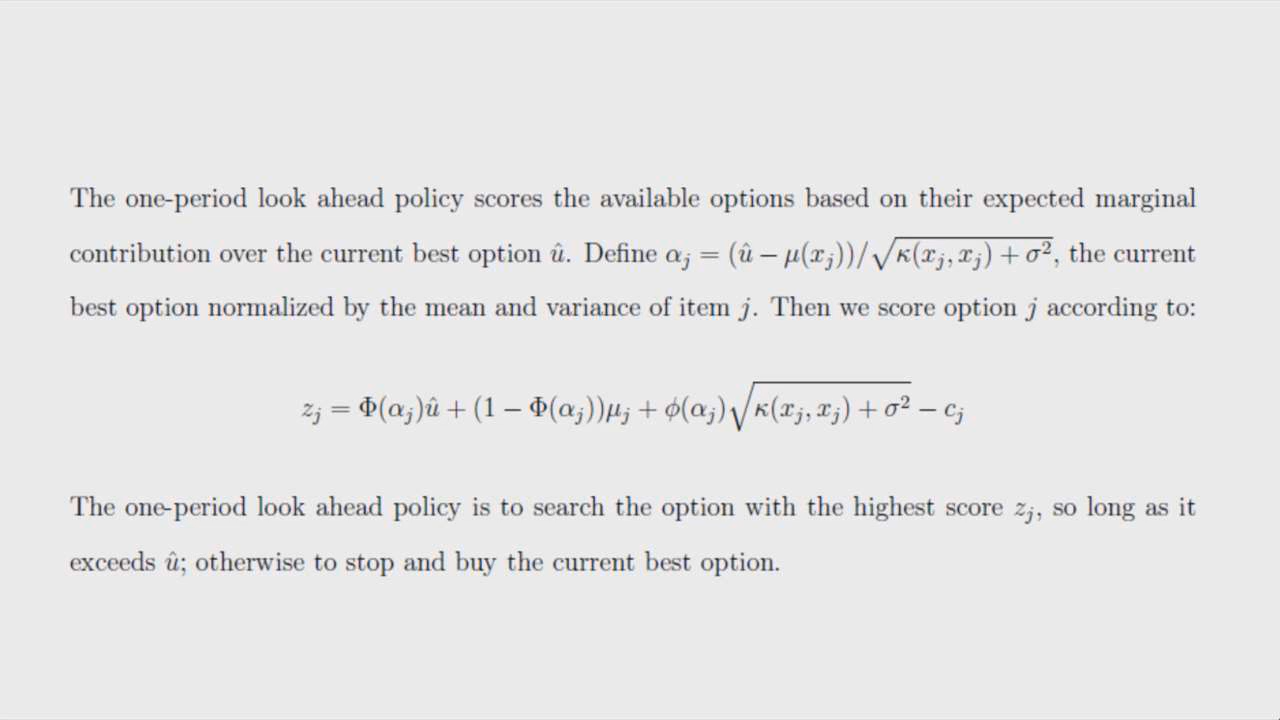 The one-period look ahead policy scores the available options based on their expected marginal
contribution over the current best option û. Define αⱼ = (û − μ(xⱼ))/√(κ(xⱼ, xⱼ) + σ²), the current
best option normalized by the mean and variance of item j. Then we score option j according to:
zⱼ = Φ(αⱼ)û + (1 − Φ(αⱼ))μⱼ + ϕ(αⱼ)√(κ(xⱼ, xⱼ) + σ²) − cⱼ
The one-period look ahead policy is to search the option with the highest score zⱼ, so long as it
exceeds û; otherwise to stop and buy the current best option.